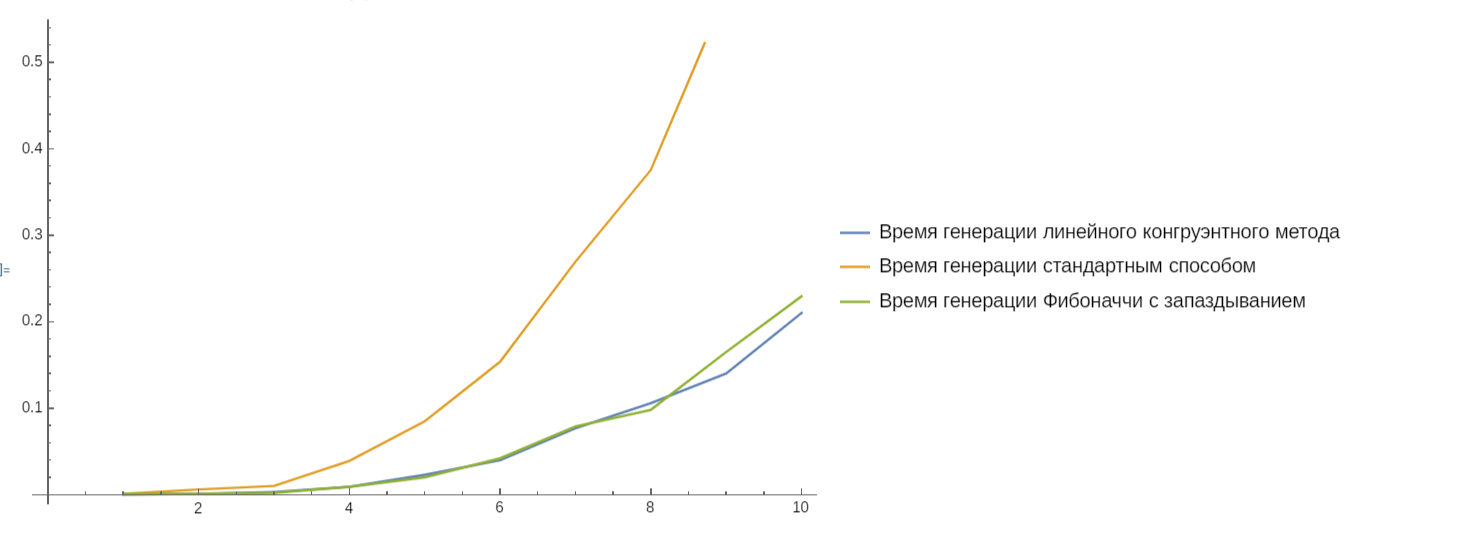 0.5
0.4
0.3
0.2
0.1
]=
2 4 6 8 10
Время генерации линейного конгруэнтного метода
Время генерации стандартным способом
Время генерации Фибоначчи с запаздыванием